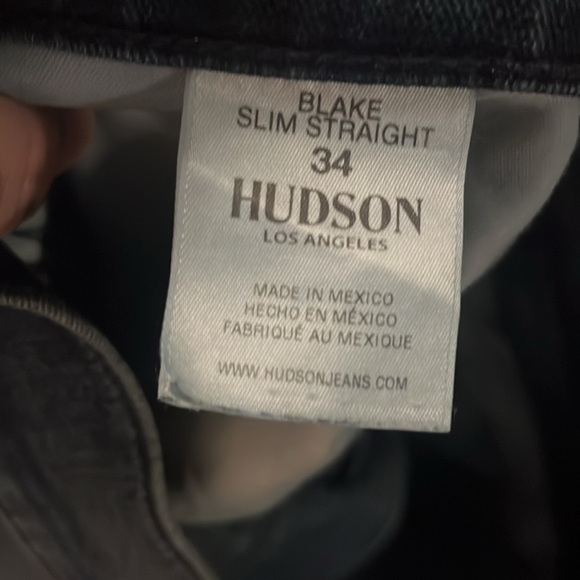 BLAKE
SLIM STRAIGHT
34
HUDSON
LOS ANGELES
MADE IN MEXICO
HECHO EN MÉXICO
FABRIQUÉ AU MEXIQUE
WWW.HUDSONJEANS.COM